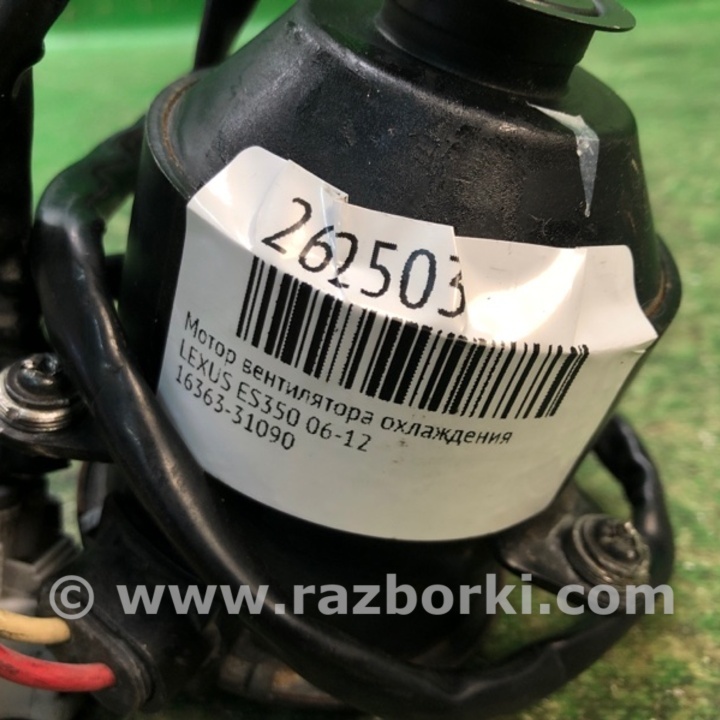 262503
Мотор вентилятора охлаждения
LEXUS ES350 06-12
16363-31090
© www.razborki.com